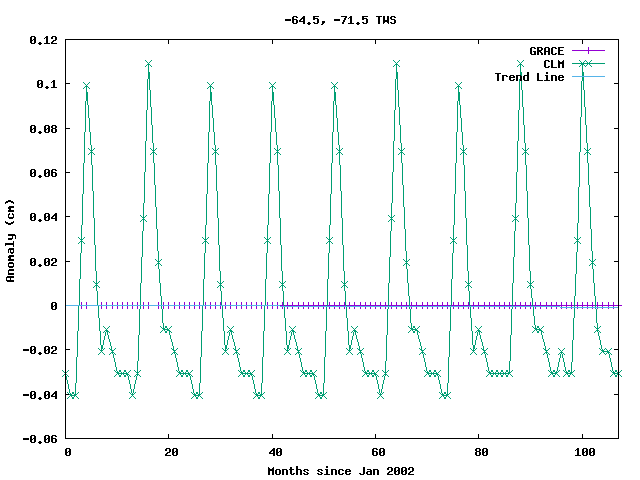 -64.5, -71.5 TWS
GRACE
CLM
Trend Line
0.12
0.1
0.08
0.06
0.04
0.02
0
-0.02
-0.04
-0.06
Anomaly (cm)
0 20 40 60 80 100
Months since Jan 2002